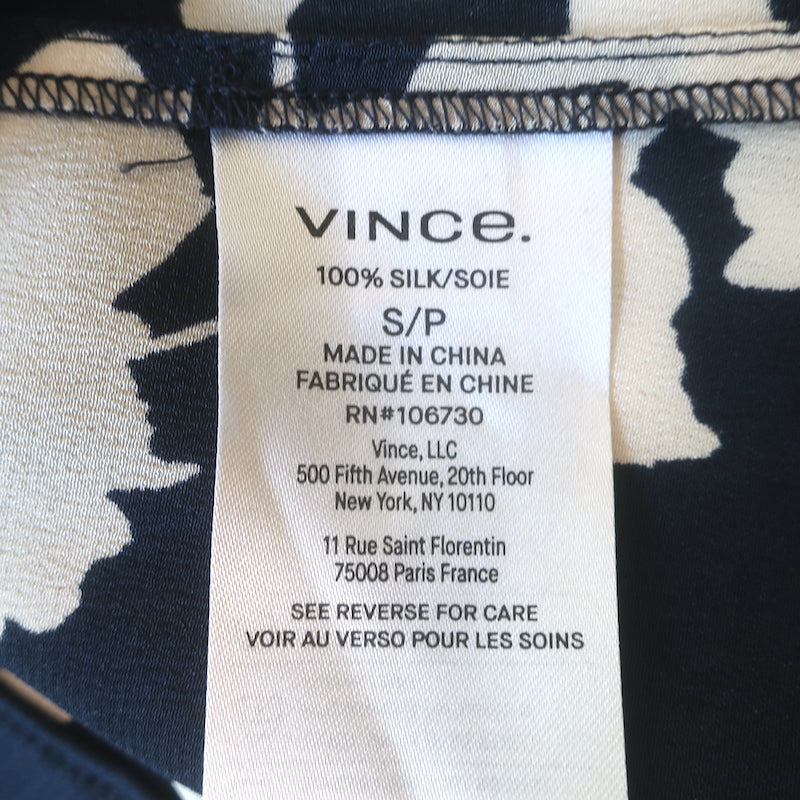 VINCe.
100% SILK/SOIE
S/P
MADE IN CHINA
FABRIQUÉ EN CHINE
RN#106730
Vince, LLC
500 Fifth Avenue, 20th Floor
New York, NY 10110
11 Rue Saint Florentin
75008 Paris France
SEE REVERSE FOR CARE
VOIR AU VERSO POUR LES SOINS